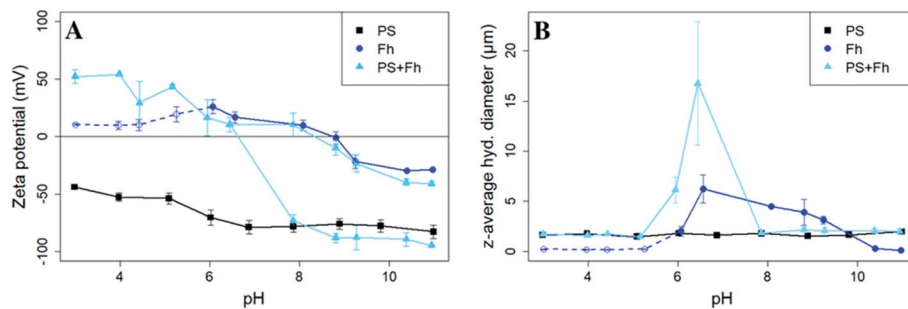 A
PS
Fh
PS+Fh
Zeta potential (mV)
100
50
0
-50
-100
4
6
8
10
pH
B
PS
Fh
PS+Fh
z-average hyd. diameter (µm)
20
15
10
5
0
4
6
8
10
pH